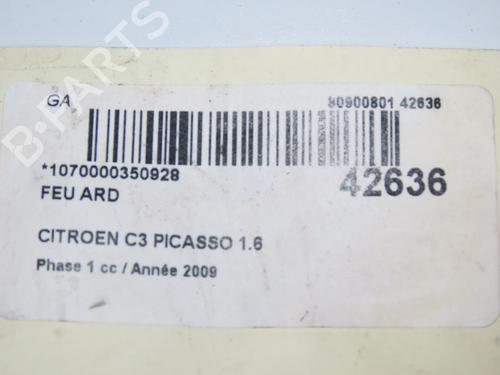 GA
80900801 42636
*1070000350928
42636
FEU ARD
CITROEN C3 PICASSO 1.6
Phase 1 cc / Année 2009
B-PARTS